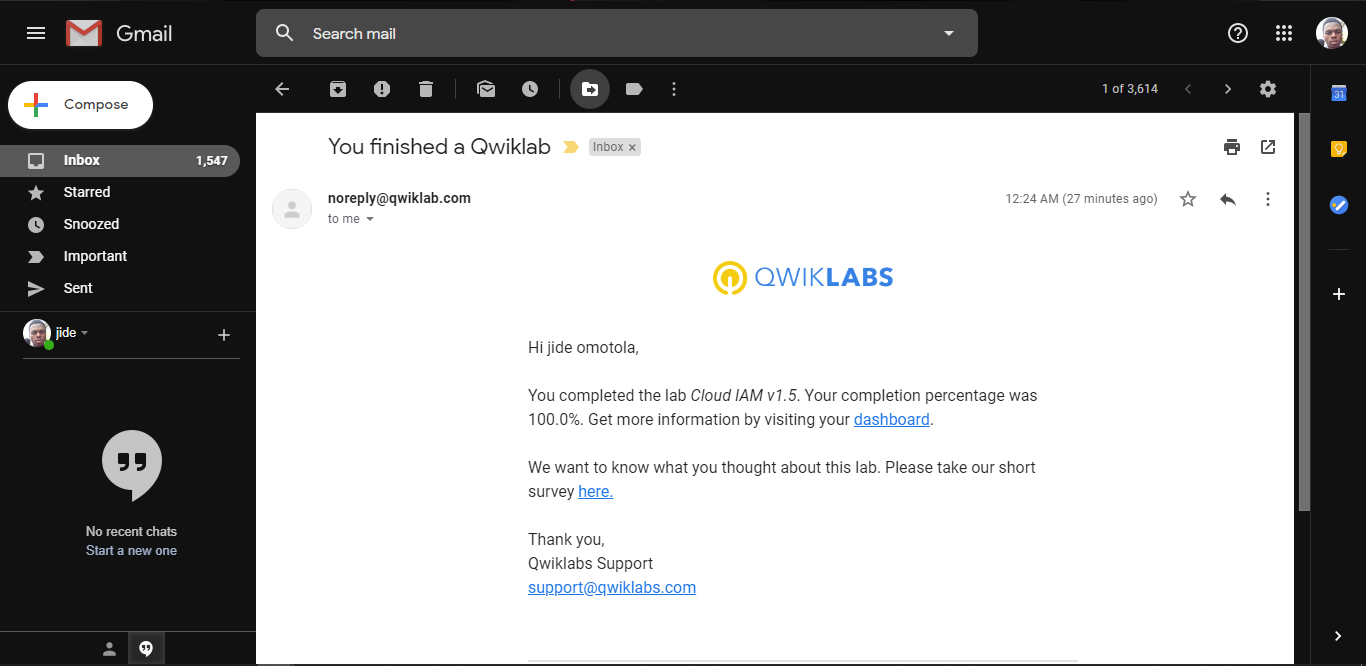 Gmail
Search mail
Compose
1 of 3,614
31
Inbox 1,547
Starred
Snoozed
Important
Sent
jide
No recent chats
Start a new one
You finished a Qwiklab Inbox x
noreply@qwiklab.com 12:24 AM (27 minutes ago)
to me
QWIKLABS
Hi jide omotola,
You completed the lab Cloud IAM v1.5. Your completion percentage was
100.0%. Get more information by visiting your dashboard.
We want to know what you thought about this lab. Please take our short
survey here.
Thank you,
Qwiklabs Support
support@qwiklabs.com